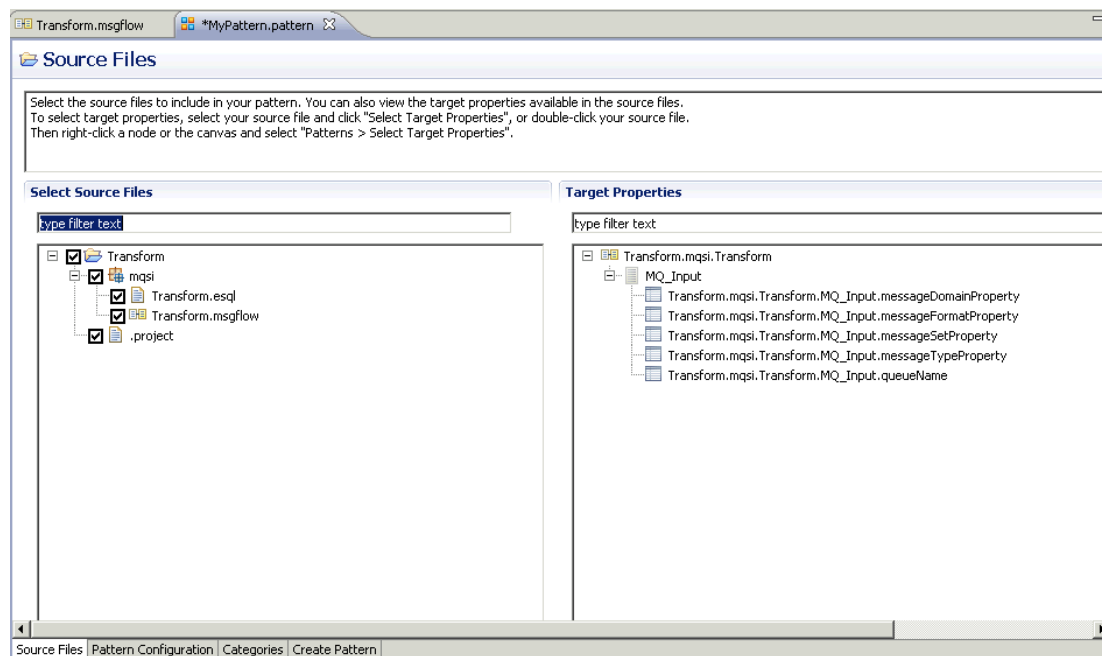 Transform.msgflow
*MyPattern.pattern
Source Files
Select the source files to include in your pattern. You can also view the target properties available in the source files.
To select target properties, select your source file and click "Select Target Properties", or double-click your source file.
Then right-click a node or the canvas and select "Patterns > Select Target Properties".
Select Source Files
type filter text
Transform
mqsi
Transform.esql
Transform.msgflow
.project
Target Properties
type filter text
Transform.mqsi.Transform
MQ_Input
Transform.mqsi.Transform.MQ_Input.messageDomainProperty
Transform.mqsi.Transform.MQ_Input.messageFormatProperty
Transform.mqsi.Transform.MQ_Input.messageSetProperty
Transform.mqsi.Transform.MQ_Input.messageTypeProperty
Transform.mqsi.Transform.MQ_Input.queueName
Source Files
Pattern Configuration
Categories
Create Pattern